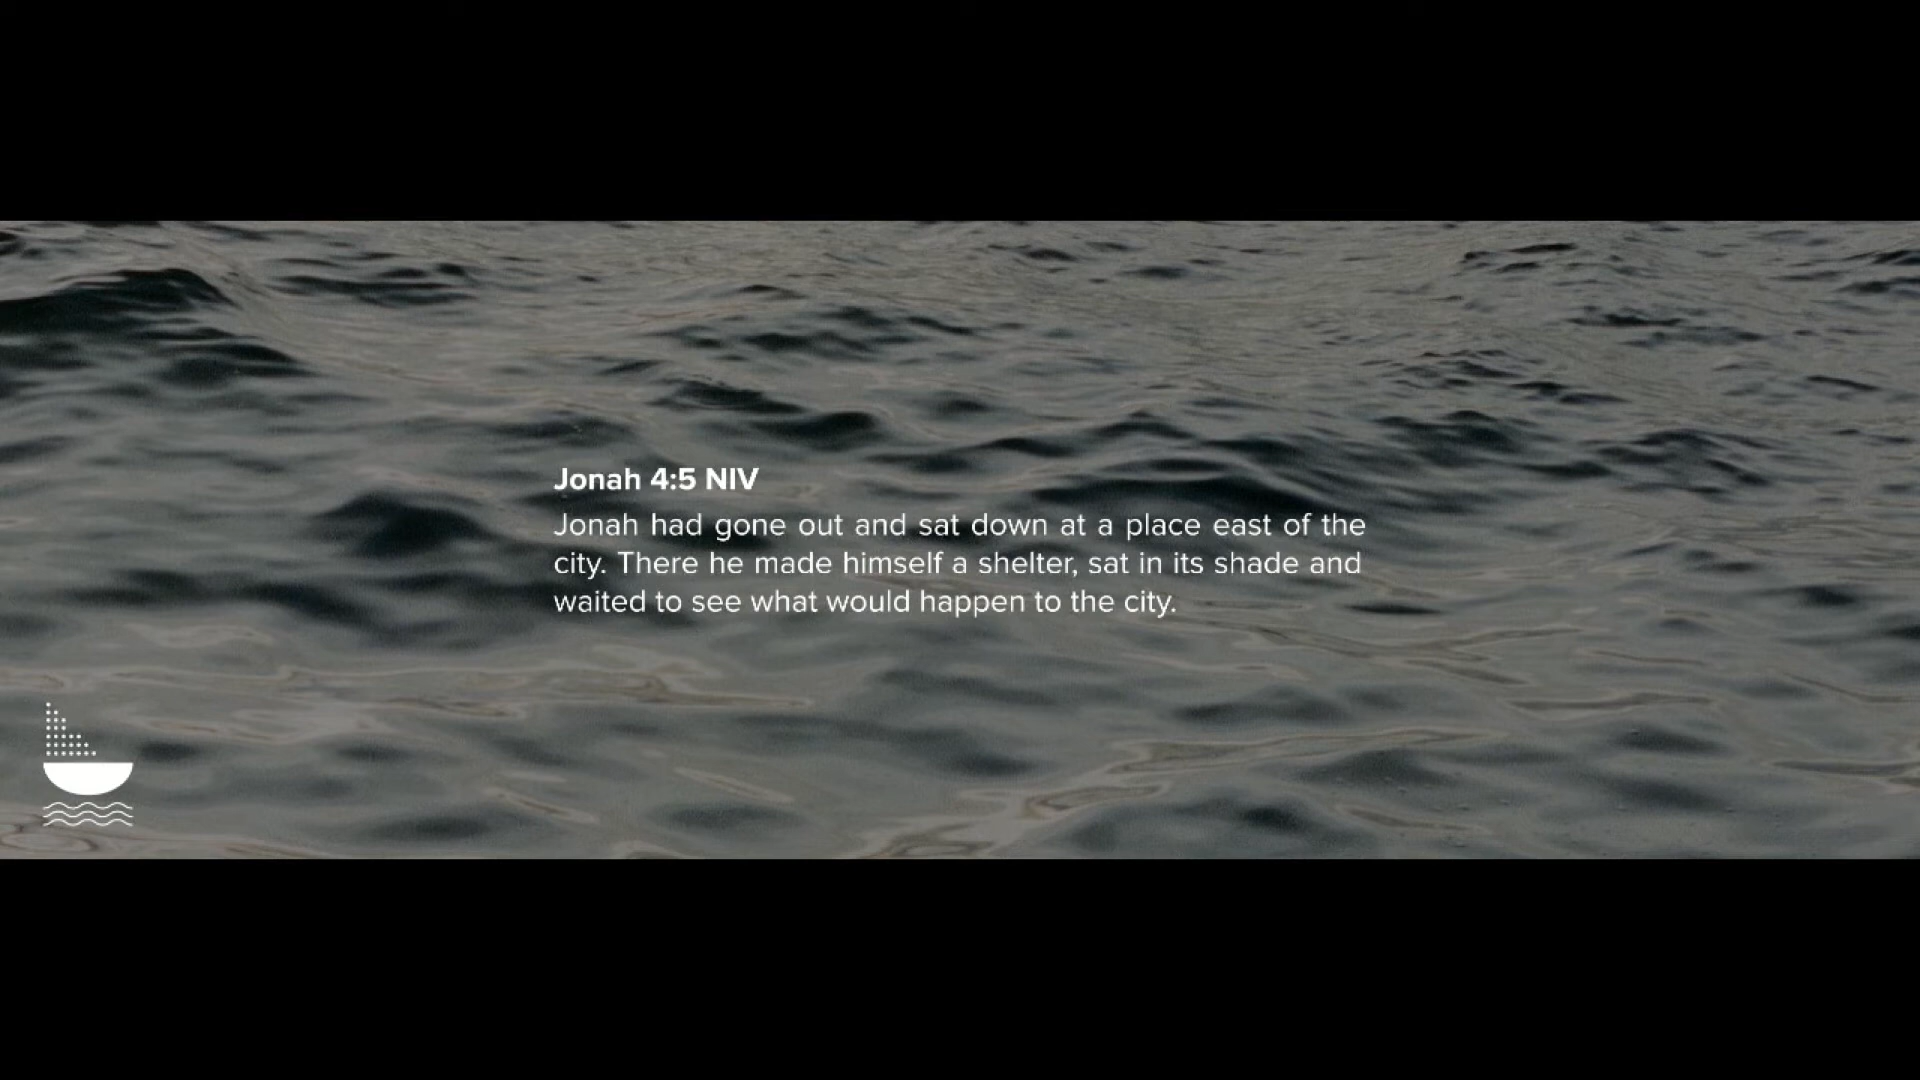 Jonah 4:5 NIV
Jonah had gone out and sat down at a place east of the
city. There he made himself a shelter, sat in its shade and
waited to see what would happen to the city.